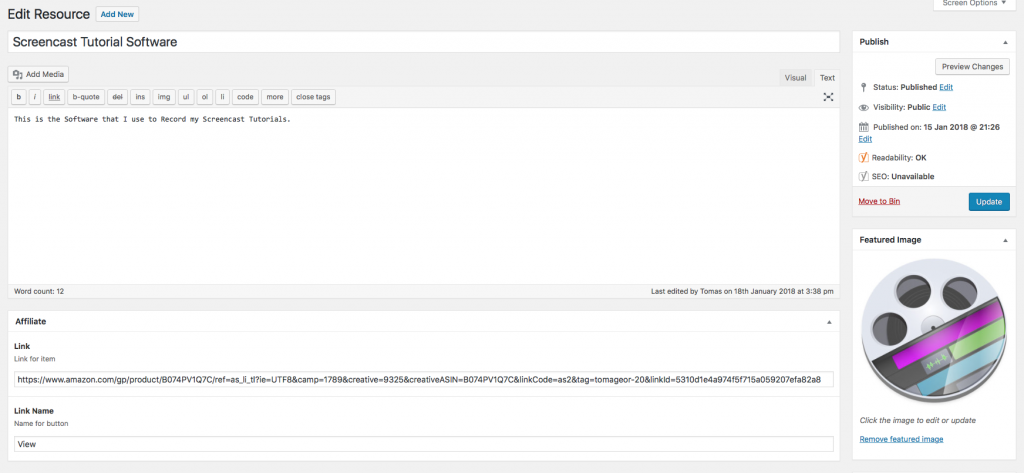 Screen Options ▼
Edit Resource Add New
Screencast Tutorial Software
Add Media
Visual Text
b i link b-quote del ins img ul ol li code more close tags
This is the Software that I use to Record my Screencast Tutorials.
Word count: 12 Last edited by Tomas on 18th January 2018 at 3:38 pm
Affiliate
Link
Link for item
https://www.amazon.com/gp/product/B074PV1Q7C/ref=as_li_tl?ie=UTF8&camp=1789&creative=9325&creativeASIN=B074PV1Q7C&linkCode=as2&tag=tomageor-20&linkId=5310d1e4a974f5f715a059207efa82a8
Link Name
Name for button
View
Publish
Preview Changes
Status: Published Edit
Visibility: Public Edit
Published on: 15 Jan 2018 @ 21:26
Edit
Readability: OK
SEO: Unavailable
Move to Bin Update
Featured Image
Click the image to edit or update
Remove featured image